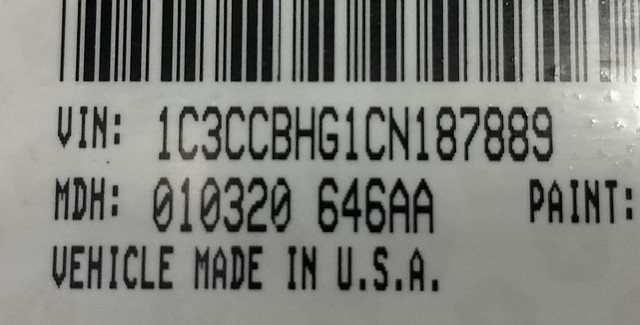 VIN: 1C3CCBHG1CN187889
MDH: 010320 646AA PAINT:
VEHICLE MADE IN U.S.A.